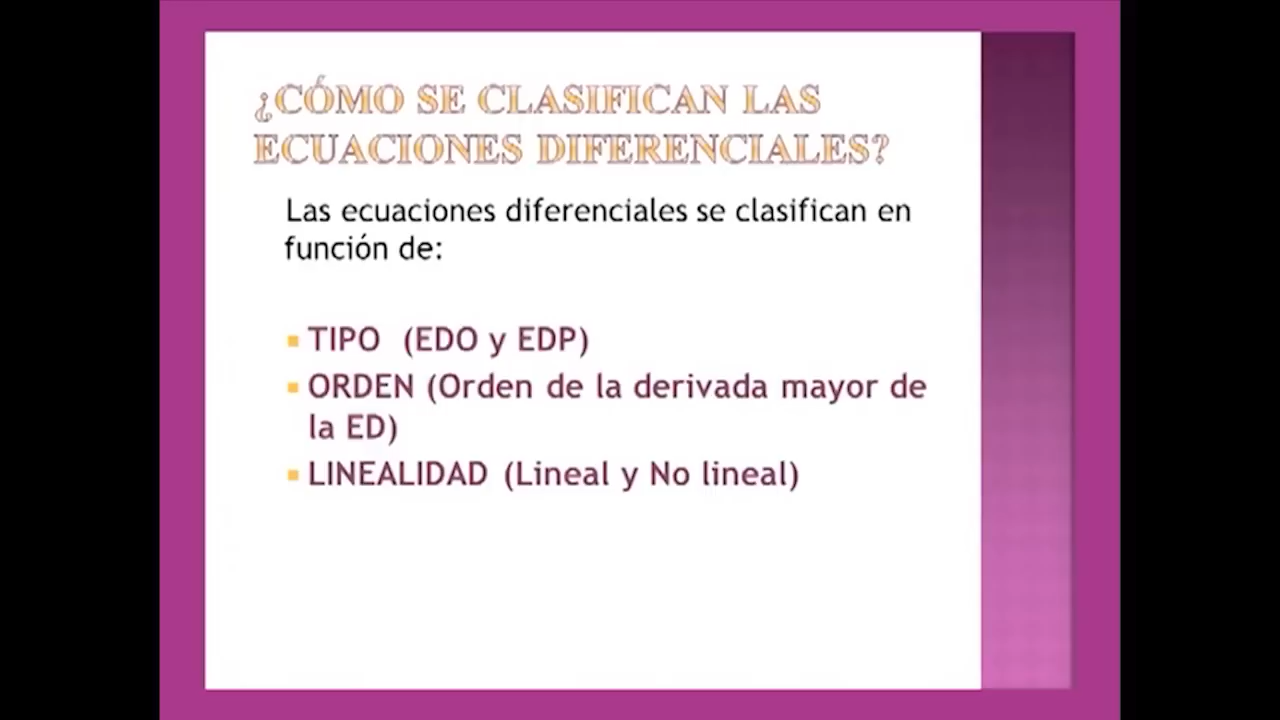 ¿CÓMO SE CLASIFICAN LAS
ECUACIONES DIFERENCIALES?
Las ecuaciones diferenciales se clasifican en
función de:
▪ TIPO (EDO y EDP)
▪ ORDEN (Orden de la derivada mayor de
la ED)
▪ LINEALIDAD (Lineal y No lineal)